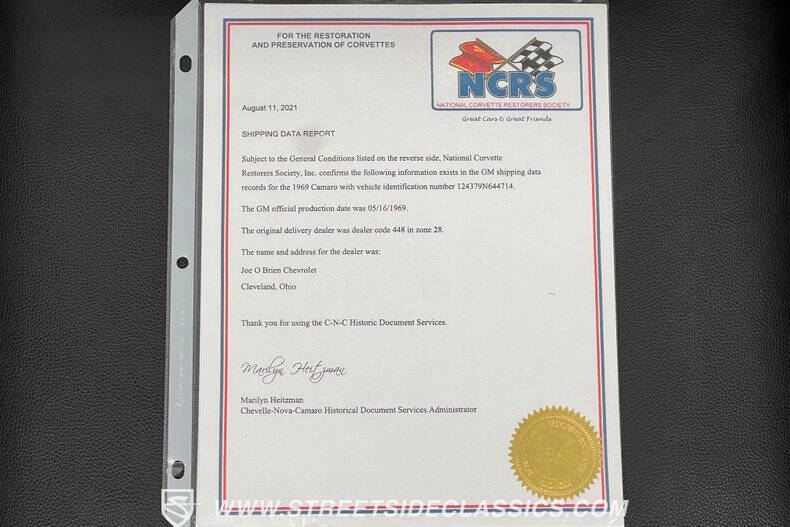 FOR THE RESTORATION
AND PRESERVATION OF CORVETTES
NCRS
NATIONAL CORVETTE RESTORERS SOCIETY
Great Cars & Great Friends
August 11, 2021
SHIPPING DATA REPORT
Subject to the General Conditions listed on the reverse side, National Corvette
Restorers Society, Inc. confirms the following information exists in the GM shipping data
records for the 1969 Camaro with vehicle identification number 124379N644714.
The GM official production date was 05/16/1969.
The original delivery dealer was dealer code 448 in zone 28.
The name and address for the dealer was:
Joe O Brien Chevrolet
Cleveland, Ohio
Thank you for using the C-N-C Historic Document Services.
Marilyn Heitzman
Marilyn Heitzman
Chevelle-Nova-Camaro Historical Document Services Administrator
WWW.STREETSIDECLASSICS.COM